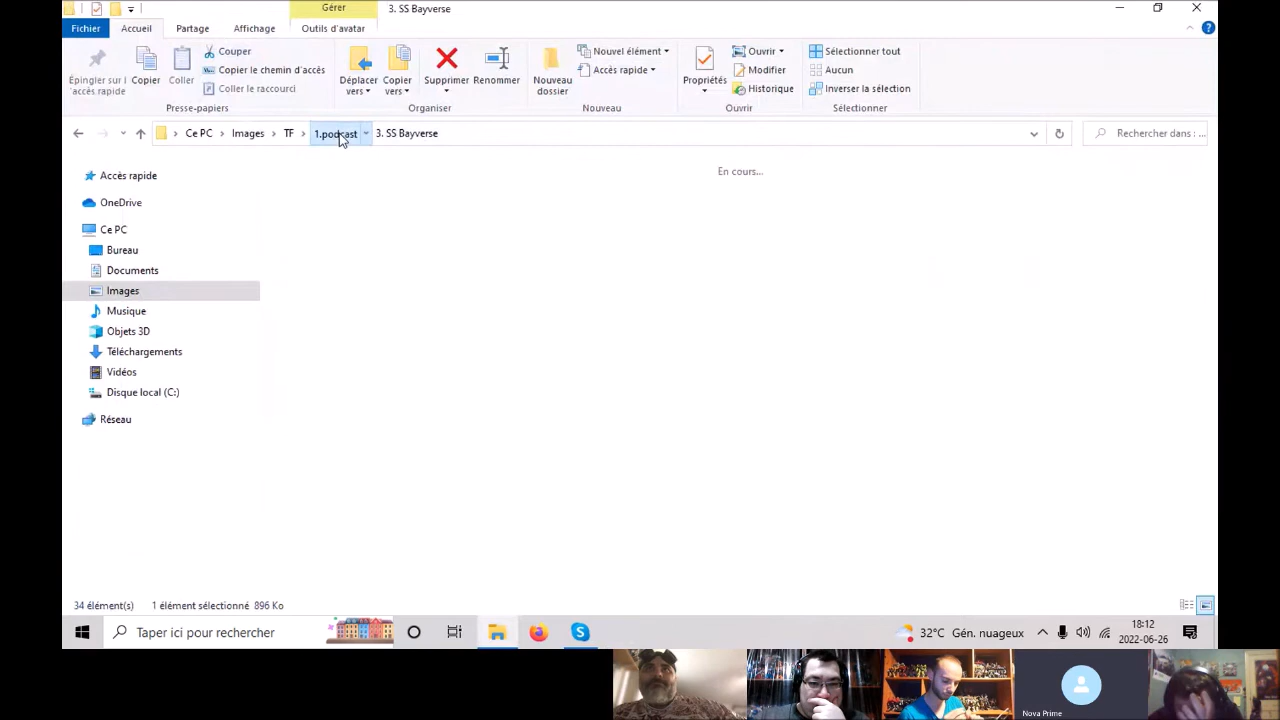 Gérer
3. SS Bayverse
Fichier
Accueil
Partage
Affichage
Outils d'avatar
Épingler sur l
accès rapide
Copier
Coller
Couper
Copier le chemin d'accès
Coller le raccourci
Presse-papiers
Déplacer
vers
Copier
vers
Supprimer
Renommer
Organiser
Nouveau
dossier
Nouvel élément
Accès rapide
Nouveau
Propriétés
Ouvrir
Modifier
Historique
Ouvrir
Sélectionner tout
Aucun
Inverser la sélection
Sélectionner
Ce PC
Images
TF
1.podcast
3. SS Bayverse
Rechercher dans : ...
En cours...
Accès rapide
OneDrive
Ce PC
Bureau
Documents
Images
Musique
Objets 3D
Téléchargements
Vidéos
Disque local (C:)
Réseau
34 élément(s)
1 élément sélectionné 896 Ko
Taper ici pour rechercher
32°C Gén. nuageux
18:12
2022-06-26
Nova Prime